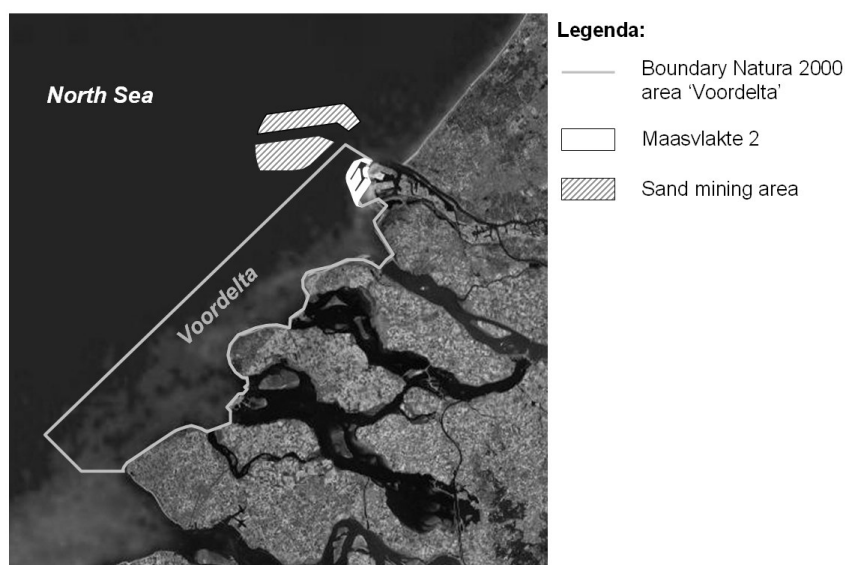 North Sea
Voordelta
Legenda:
Boundary Natura 2000
area ‘Voordelta’
Maasvlakte 2
Sand mining area